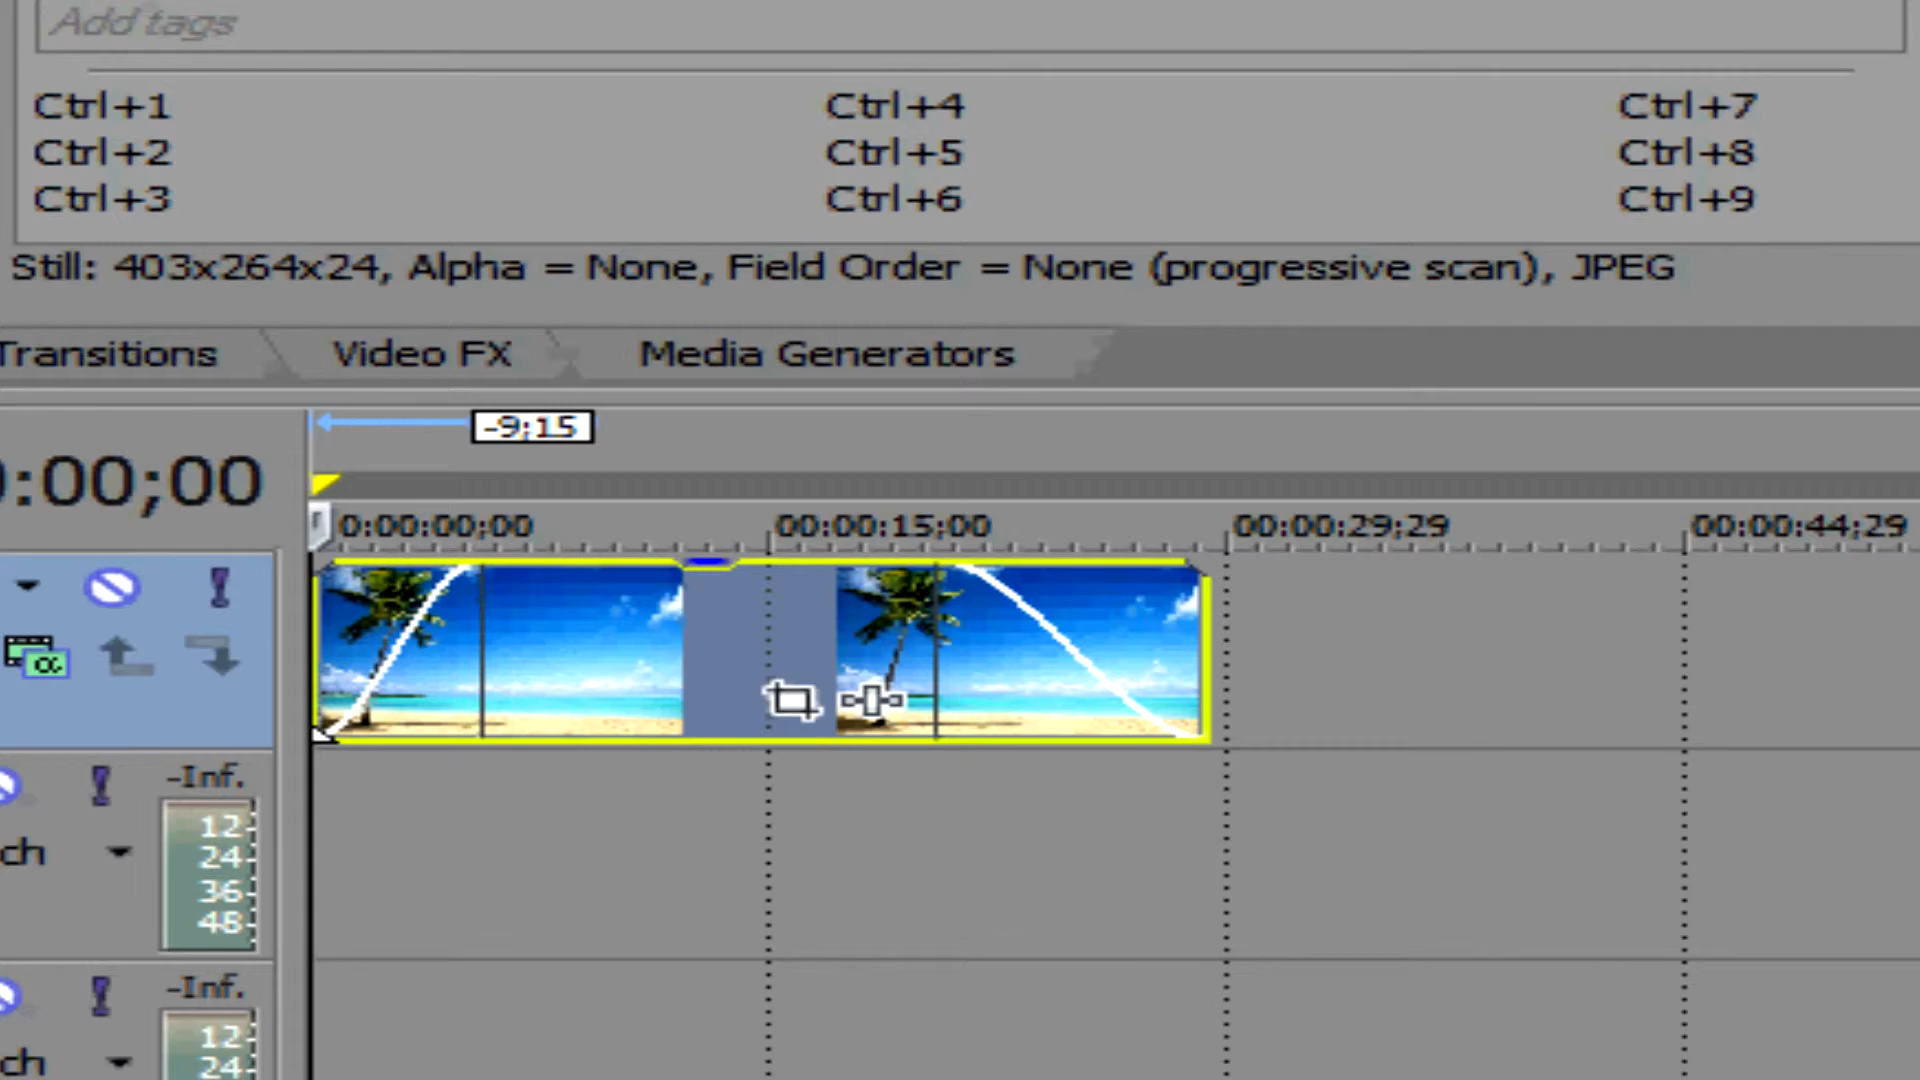 Add tags
Ctrl+1 Ctrl+4 Ctrl+7
Ctrl+2 Ctrl+5 Ctrl+8
Ctrl+3 Ctrl+6 Ctrl+9
Still: 403x264x24, Alpha = None, Field Order = None (progressive scan), JPEG
Transitions Video FX Media Generators
-9;15
:00;00
0:00:00;00 00:00:15;00 00:00:29;29 00:00:44;29
α
-Inf.
12
ch 24
36
48
-Inf.
12
ch 24